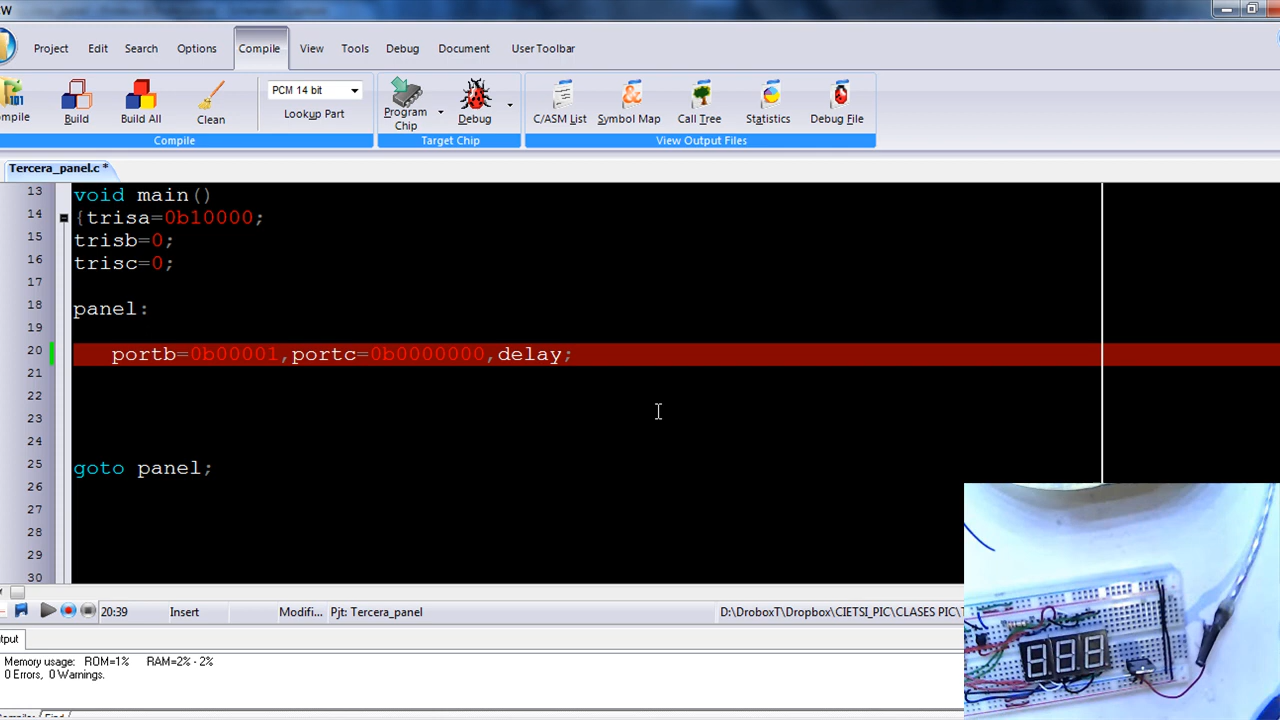 W
Project Edit Search Options Compile View Tools Debug Document User Toolbar
101
mpile Build Build All Clean
PCM 14 bit
Lookup Part
Program Chip Debug
C/ASM List Symbol Map Call Tree Statistics Debug File
Compile Target Chip View Output Files
Tercera_panel.c *
13 void main()
14 {trisa=0b10000;
15 trisb=0;
16 trisc=0;
17
18 panel:
19
20 portb=0b00001,portc=0b0000000,delay;
21
22
23
24
25 goto panel;
26
27
28
29
30
20:39 Insert Modifi... Pjt: Tercera_panel D:\DroboxT\Dropbox\CIETSI_PIC\CLASES PIC\T
tput
Memory usage: ROM=1% RAM=2% - 2%
0 Errors, 0 Warnings.